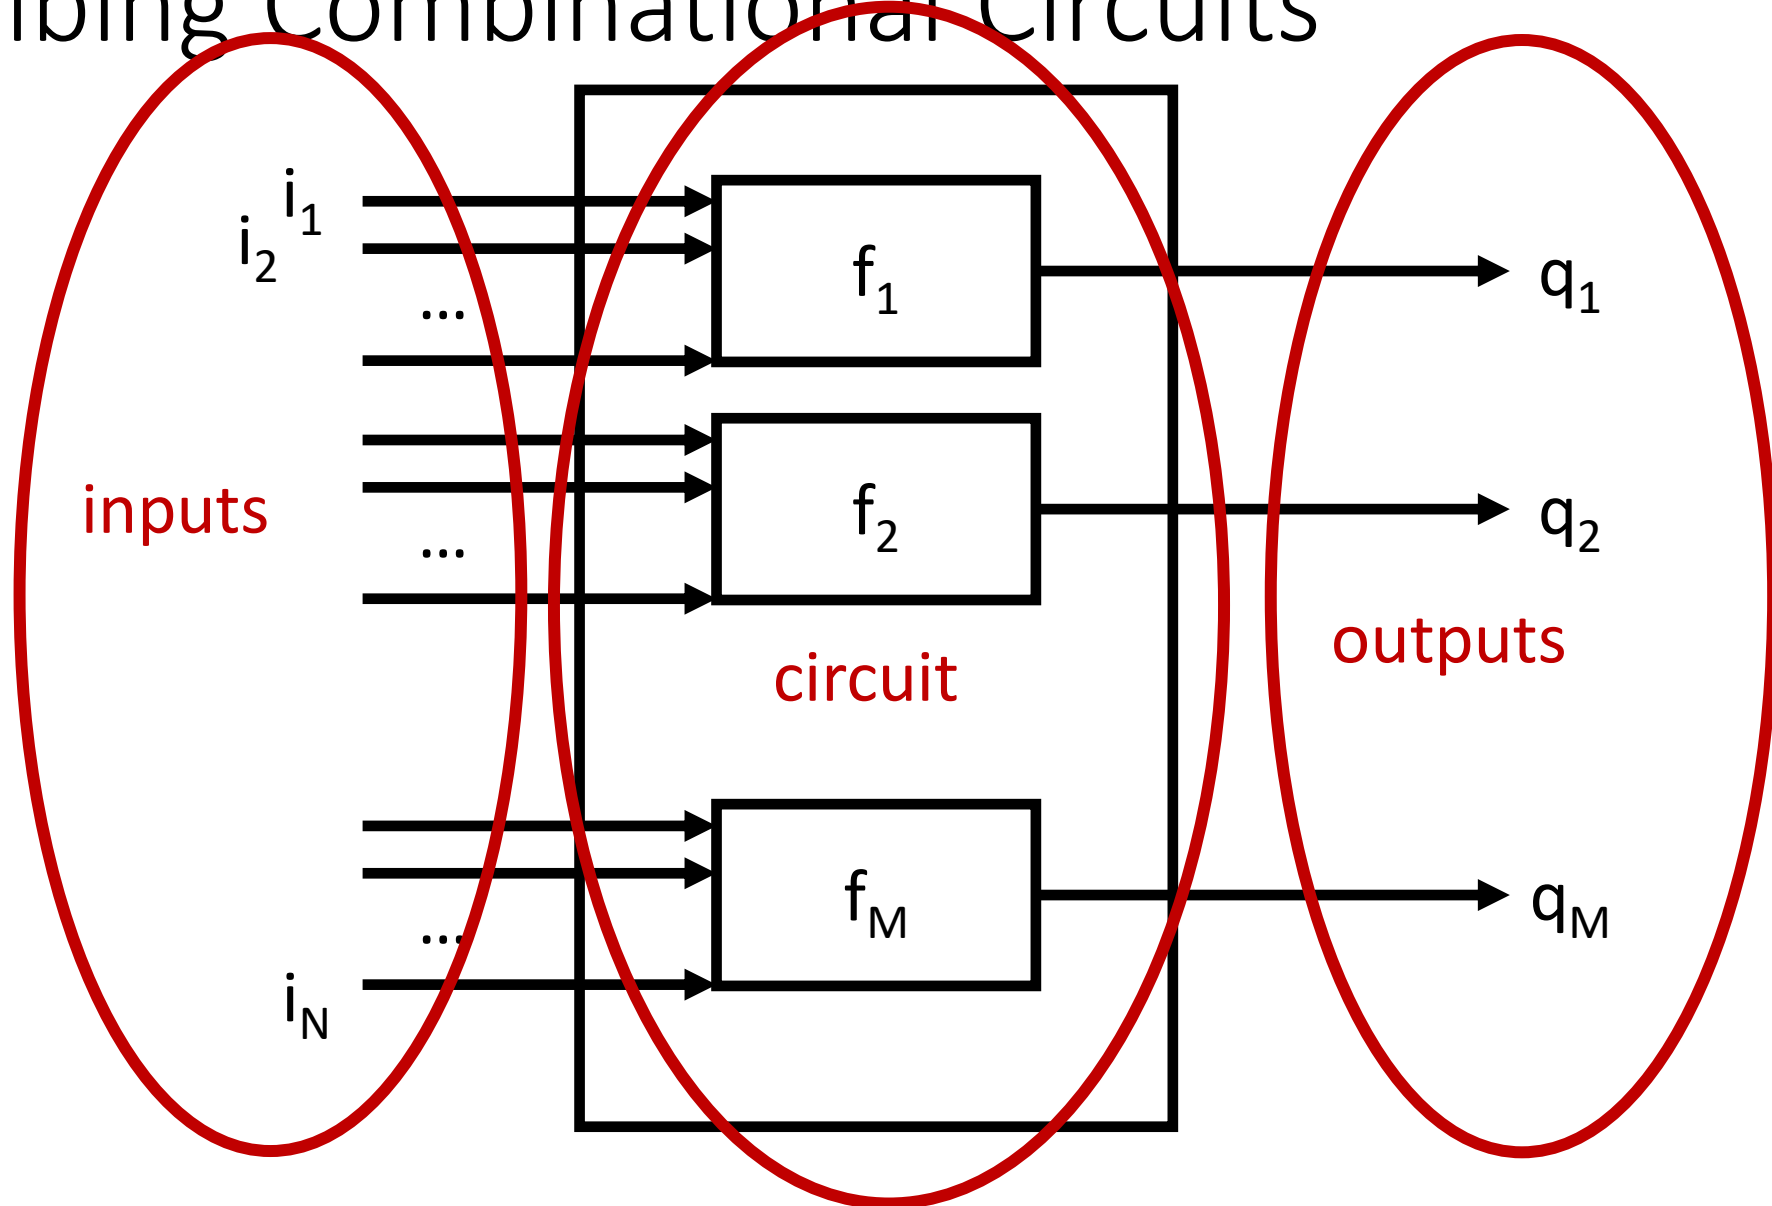 ibing Combinational Circuits
i1
i2
...
f1
q1
inputs
...
f2
q2
circuit
outputs
...
iN
fM
qM